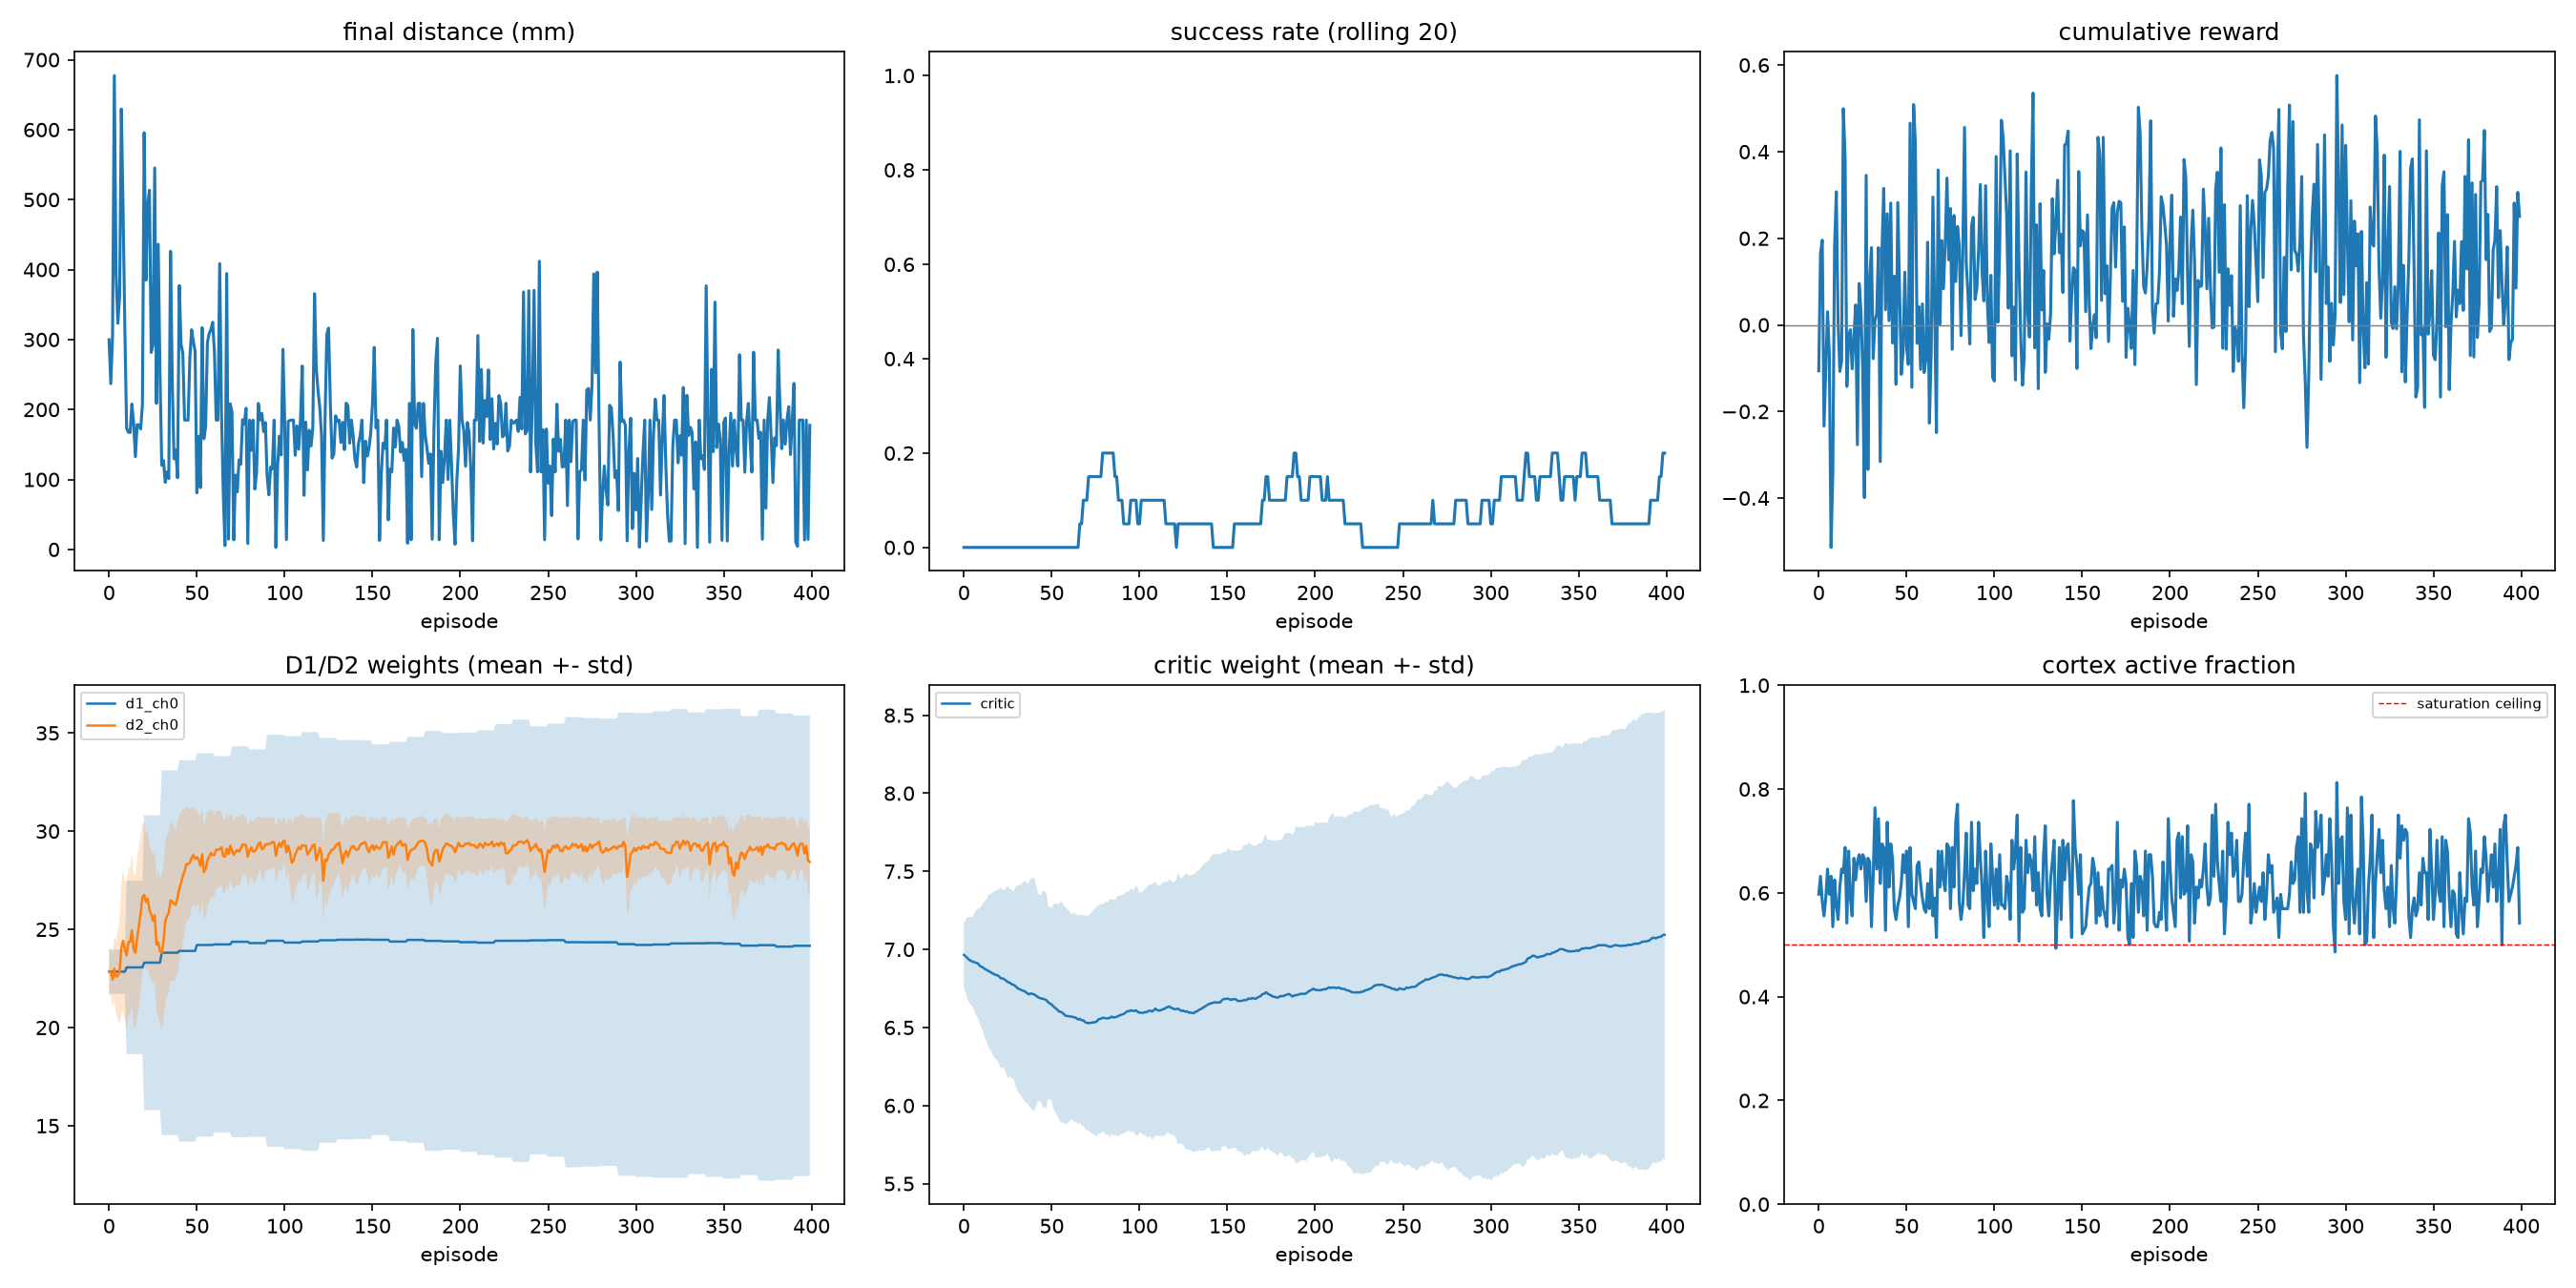 final distance (mm)
700
600
500
400
300
200
100
0
0 50 100 150 200 250 300 350 400
episode
success rate (rolling 20)
1.0
0.8
0.6
0.4
0.2
0.0
0 50 100 150 200 250 300 350 400
episode
cumulative reward
0.6
0.4
0.2
0.0
−0.2
−0.4
0 50 100 150 200 250 300 350 400
episode
D1/D2 weights (mean +- std)
d1_ch0
d2_ch0
35
30
25
20
15
0 50 100 150 200 250 300 350 400
episode
critic weight (mean +- std)
critic
8.5
8.0
7.5
7.0
6.5
6.0
5.5
0 50 100 150 200 250 300 350 400
episode
cortex active fraction
saturation ceiling
1.0
0.8
0.6
0.4
0.2
0.0
0 50 100 150 200 250 300 350 400
episode